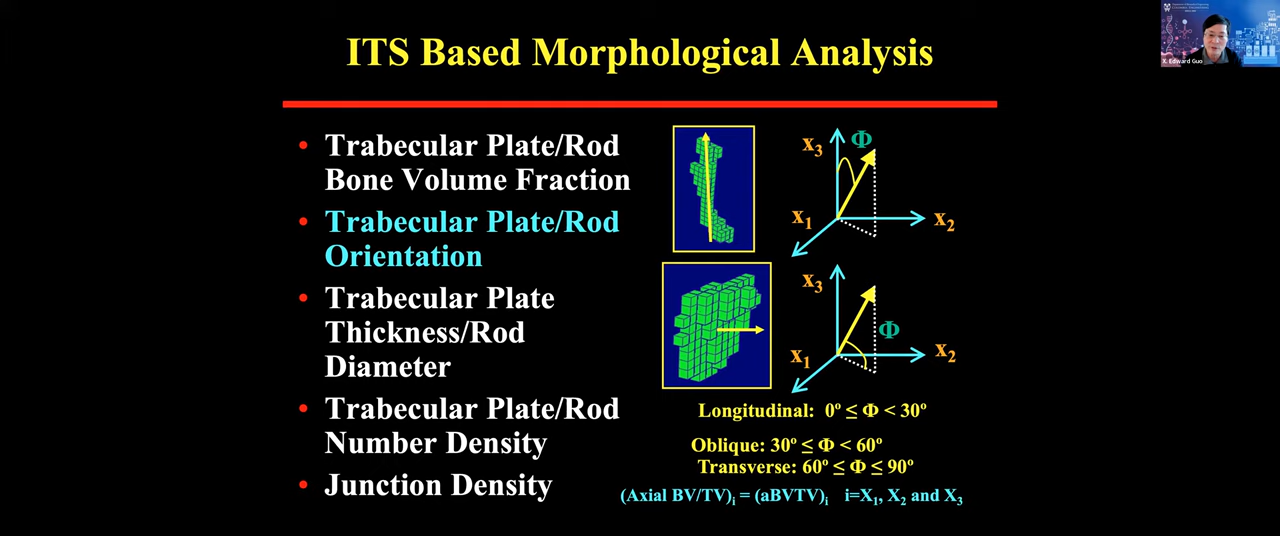 ITS Based Morphological Analysis
• Trabecular Plate/Rod
Bone Volume Fraction
• Trabecular Plate/Rod
Orientation
• Trabecular Plate
Thickness/Rod
Diameter
• Trabecular Plate/Rod
Number Density
• Junction Density
x₃ Φ
x₁ x₂
x₃
Φ
x₁ x₂
Longitudinal: 0º ≤ Φ < 30º
Oblique: 30º ≤ Φ < 60º
Transverse: 60º ≤ Φ ≤ 90º
(Axial BV/TV)ᵢ = (aBVTV)ᵢ i=X₁, X₂ and X₃
X. Edward Guo